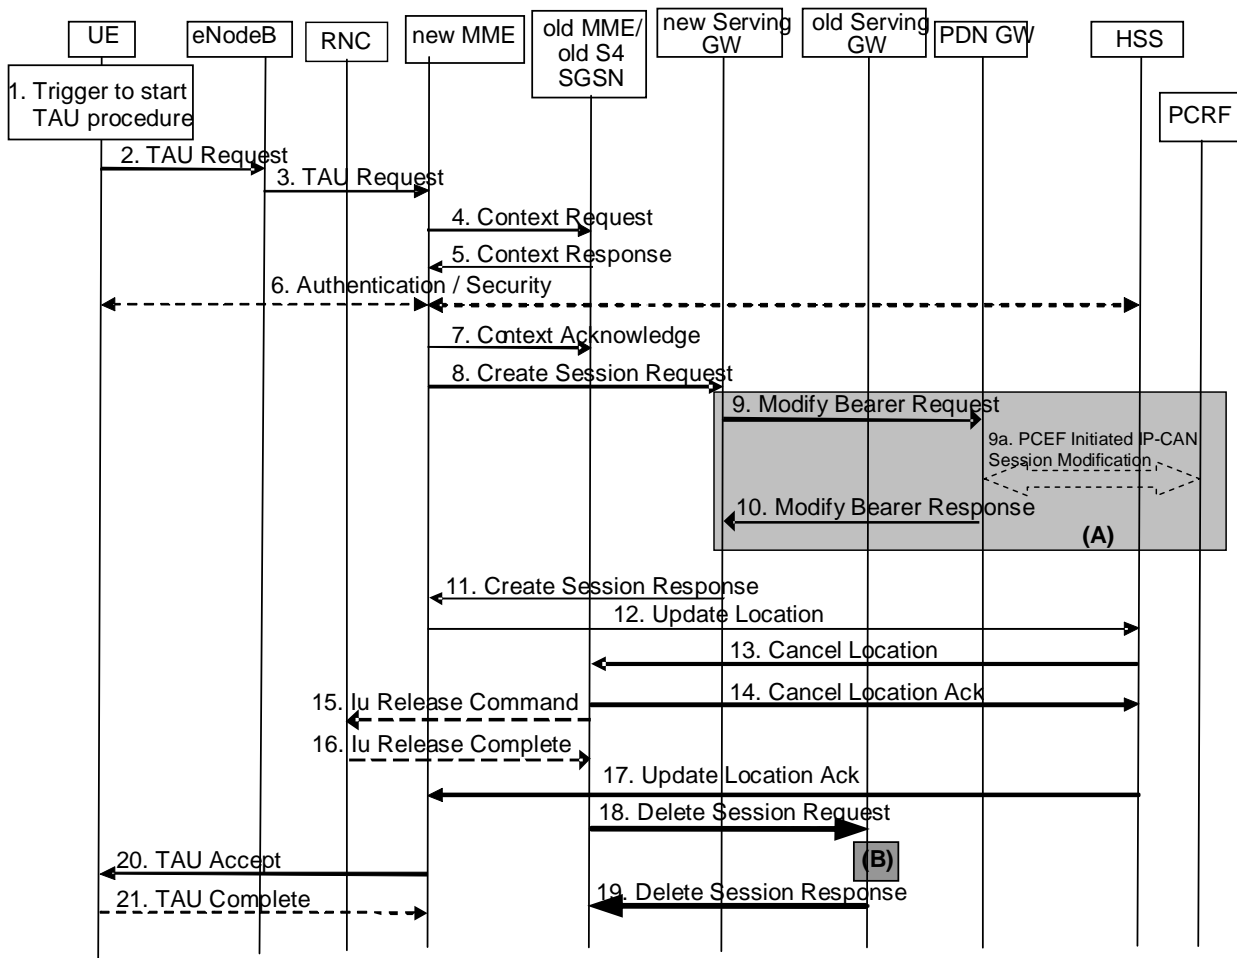 UE
eNodeB
RNC
new MME
old MME/
old S4
SGSN
new Serving
GW
old Serving
GW
PDN GW
HSS
PCRF
1. Trigger to start
TAU procedure
2. TAU Request
3. TAU Request
4. Context Request
5. Context Response
6. Authentication / Security
7. Context Acknowledge
8. Create Session Request
9. Modify Bearer Request
9a. PCEF Initiated IP-CAN
Session Modification
10. Modify Bearer Response
(A)
11. Create Session Response
12. Update Location
13. Cancel Location
14. Cancel Location Ack
15. Iu Release Command
16. Iu Release Complete
17. Update Location Ack
18. Delete Session Request
(B)
20. TAU Accept
19. Delete Session Response
21. TAU Complete